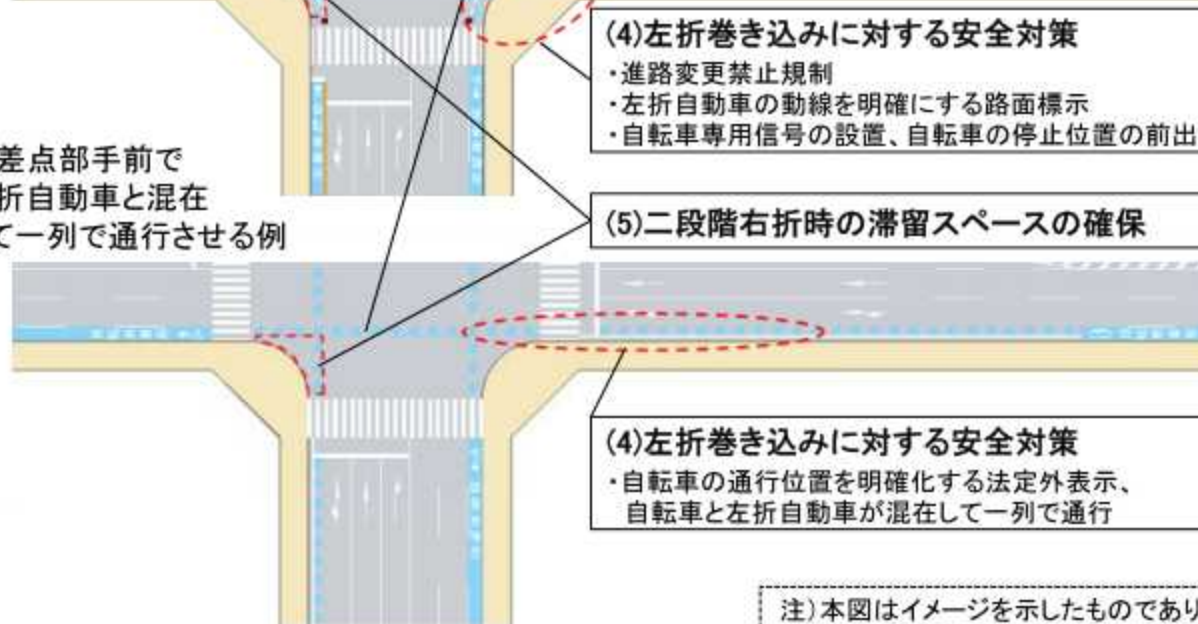 (4)左折巻き込みに対する安全対策
・進路変更禁止規制
・左折自動車の動線を明確にする路面標示
・自転車専用信号の設置、自転車の停止位置の前出
差点部手前で
折自動車と混在
て一列で通行させる例
(5)二段階右折時の滞留スペースの確保
(4)左折巻き込みに対する安全対策
・自転車の通行位置を明確化する法定外表示、
自転車と左折自動車が混在して一列で通行
注)本図はイメージを示したものであり